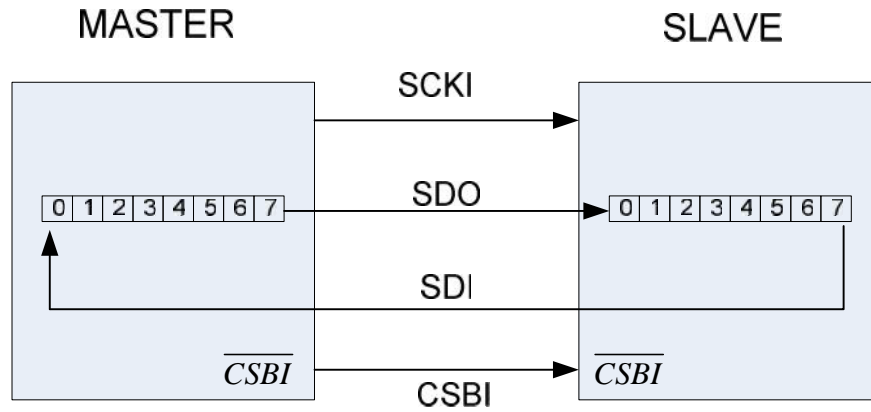 MASTER SLAVE
SCKI
SDO
0 1 2 3 4 5 6 7 0 1 2 3 4 5 6 7
SDI
CSBI CSBI
CSBI